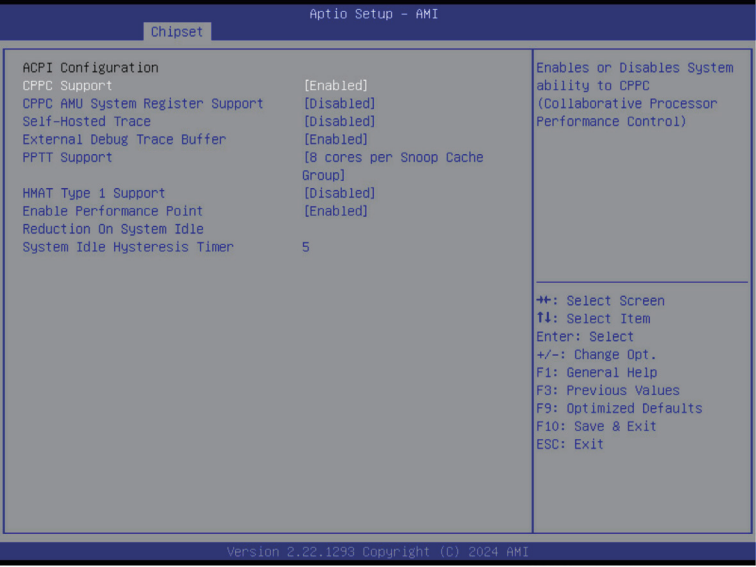 Aptio Setup – AMI
Chipset
ACPI Configuration
CPPC Support [Enabled]
CPPC AMU System Register Support [Disabled]
Self-Hosted Trace [Disabled]
External Debug Trace Buffer [Enabled]
PPTT Support [8 cores per Snoop Cache
Group]
HMAT Type 1 Support [Disabled]
Enable Performance Point [Enabled]
Reduction On System Idle
System Idle Hysteresis Timer 5
Enables or Disables System
ability to CPPC
(Collaborative Processor
Performance Control)
→←: Select Screen
↑↓: Select Item
Enter: Select
+/-: Change Opt.
F1: General Help
F3: Previous Values
F9: Optimized Defaults
F10: Save & Exit
ESC: Exit
Version 2.22.1293 Copyright (C) 2024 AMI